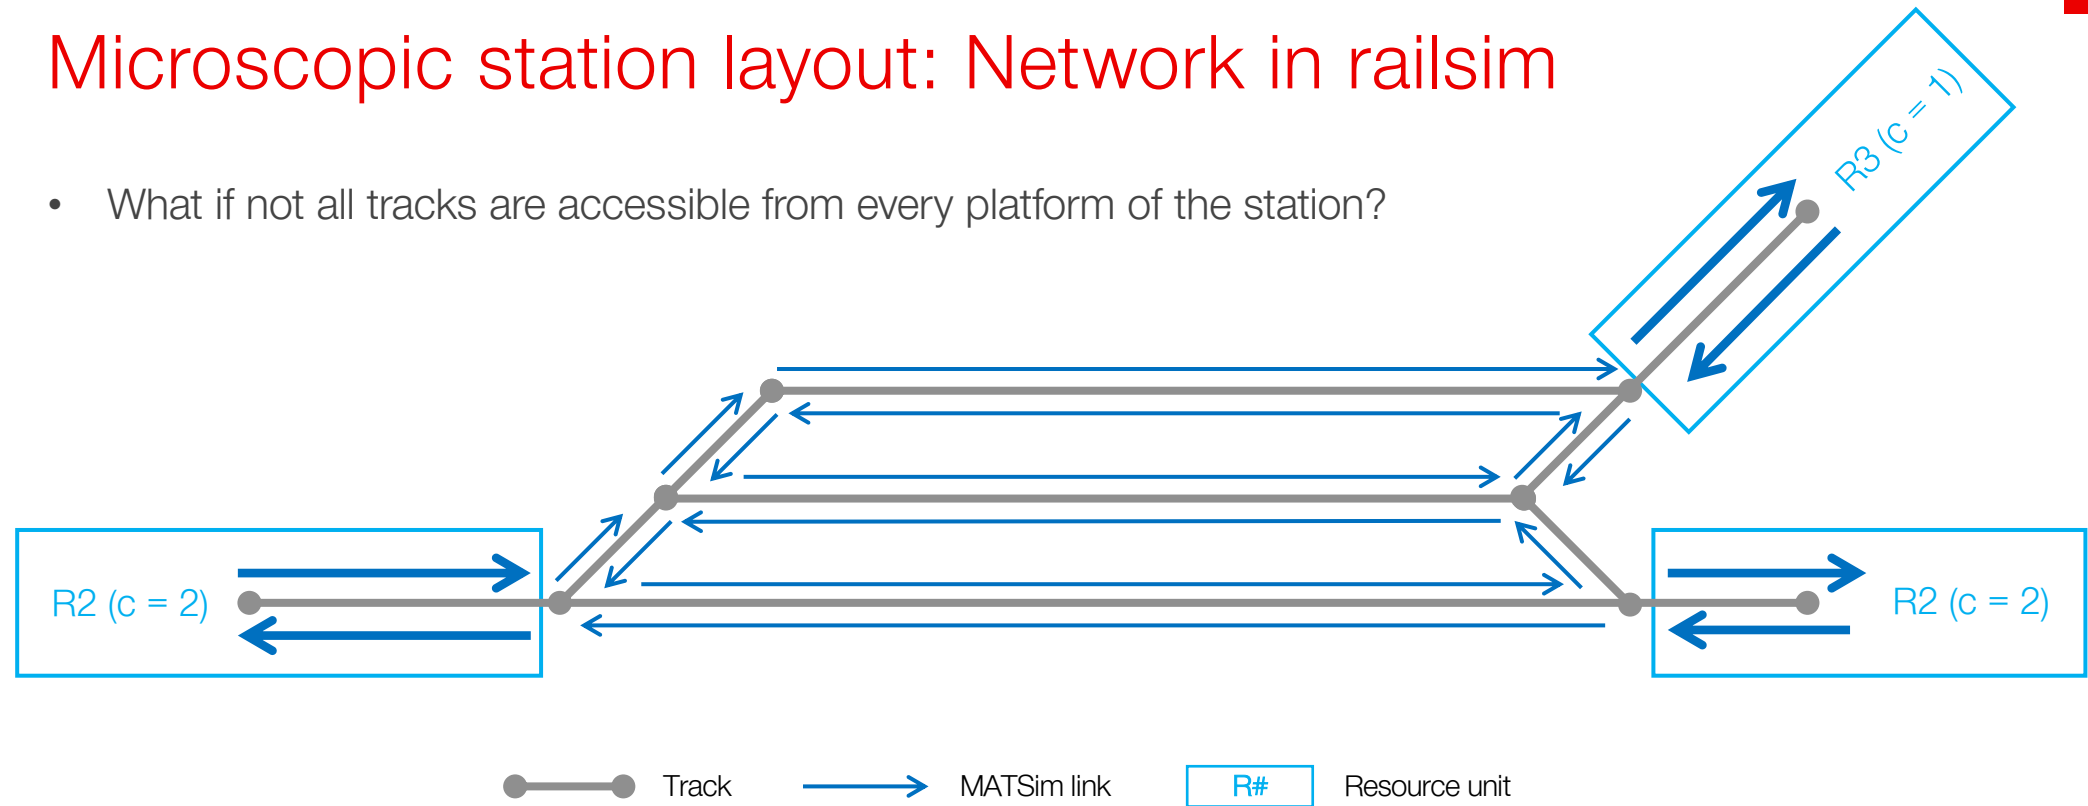 Microscopic station layout: Network in railsim
• What if not all tracks are accessible from every platform of the station?
R3 (c = 1)
R2 (c = 2)
R2 (c = 2)
Track
MATSim link
R#
Resource unit